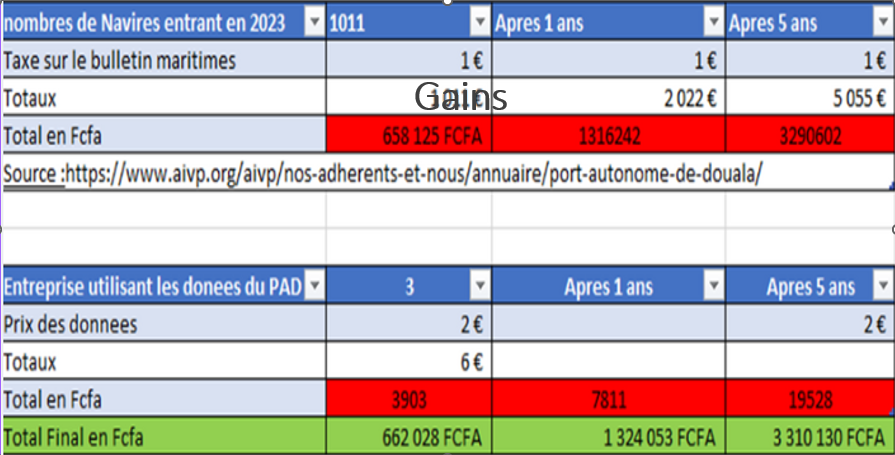 nombres de Navires entrant en 2023 1011 Apres 1 ans Apres 5 ans
Taxe sur le bulletin maritimes 1 € 1 € 1 €
Gains
Totaux 2 022 € 5 055 €
Total en Fcfa 658 125 FCFA 1316242 3290602
Source :https://www.aivp.org/aivp/nos-adherents-et-nous/annuaire/port-autonome-de-douala/
Entreprise utilisant les donees du PAD 3 Apres 1 ans Apres 5 ans
Prix des donnees 2 € 2 €
Totaux 6 €
Total en Fcfa 3903 7811 19528
Total Final en Fcfa 662 028 FCFA 1 324 053 FCFA 3 310 130 FCFA